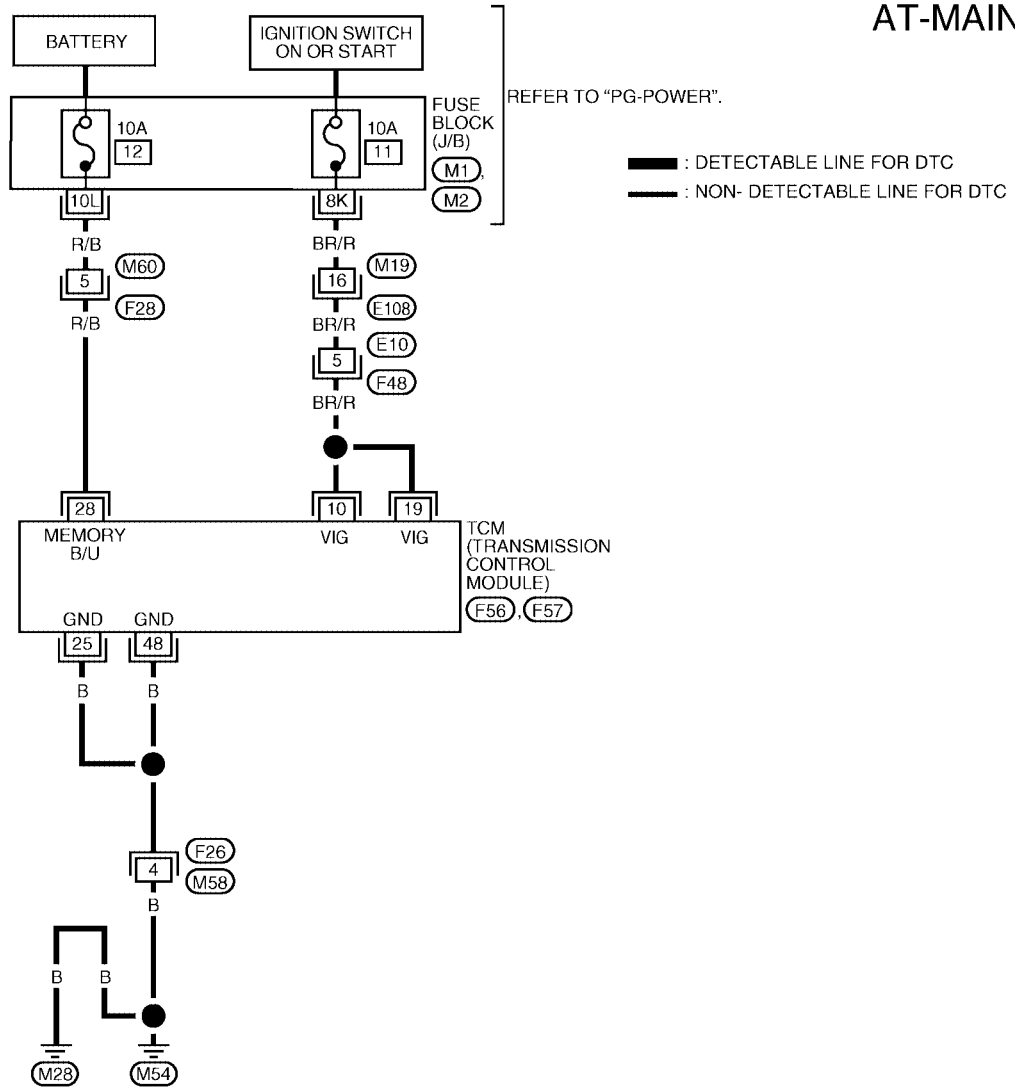 AT-MAIN
BATTERY
IGNITION SWITCH
ON OR START
REFER TO “PG-POWER”.
FUSE
BLOCK
(J/B)
M1,
M2
10A
12
10A
11
: DETECTABLE LINE FOR DTC
: NON- DETECTABLE LINE FOR DTC
10L
8K
R/B
BR/R
5
M60
F28
16
M19
E108
R/B
BR/R
5
E10
F48
BR/R
28
10
19
MEMORY
B/U
VIG
VIG
TCM
(TRANSMISSION
CONTROL
MODULE)
F56, F57
GND
GND
25
48
B
B
4
F26
M58
B
B
B
M28
M54